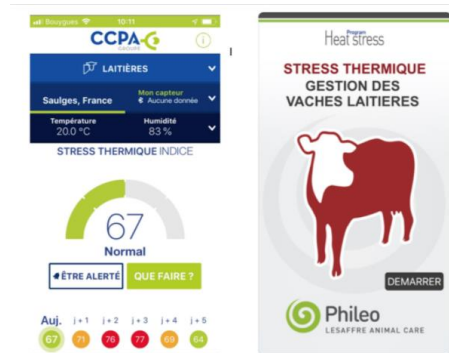 Bouygues 10:11
CCPA
GROUPE
i
LAITIÈRES
Saulges, France
Mon capteur
Aucune donnée
Température
20.0 °C
Humidité
83 %
STRESS THERMIQUE INDICE
67
Normal
ÊTRE ALERTÉ
QUE FAIRE ?
Auj. j + 1 j + 2 j + 3 j + 4 j + 5
67 71 76 77 69 64
Program
Heat stress
STRESS THERMIQUE
GESTION DES
VACHES LAITIERES
DEMARRER
Phileo
LESAFFRE ANIMAL CARE